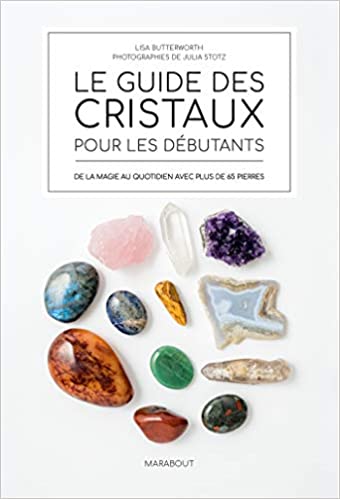 LISA BUTTERWORTH
PHOTOGRAPHIES DE JULIA STOTZ
LE GUIDE DES
CRISTAUX
POUR LES DÉBUTANTS
DE LA MAGIE AU QUOTIDIEN AVEC PLUS DE 65 PIERRES
MARABOUT